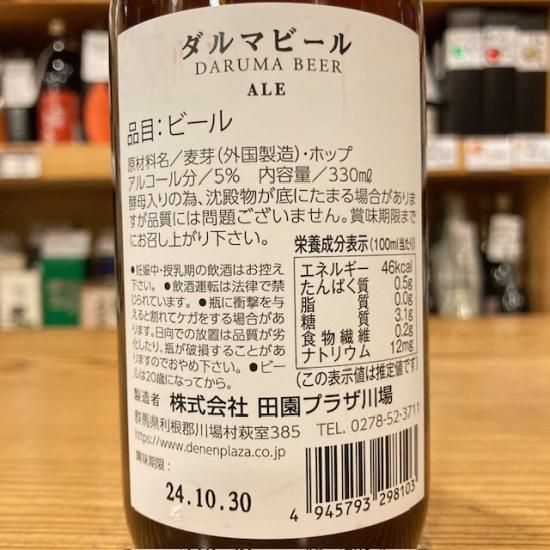 ダルマビール
DARUMA BEER
ALE
品目：ビール
原材料名／麦芽（外国製造）・ホップ
アルコール分／5%　内容量／330㎖
酵母入りの為、沈殿物が底にたまる場合がありま
すが品質には問題ございません。賞味期限まで
にお召し上がり下さい。
栄養成分表示（100ml当たり）
エネルギー 46kcal
たんぱく質 0.5g
脂質 0.0g
糖質 3.1g
食物繊維 0.2g
ナトリウム 12mg
（この表示値は推定値です）
●妊娠中・授乳期の飲酒はお控え
下さい。●飲酒運転は法律で禁
じられています。●瓶に衝撃を与
えると割れてケガをする場合があ
ります。日向での放置は品質が劣
化したり、瓶が破損することがあ
りますのでおやめ下さい。●ビー
ルは20歳になってから。
製造者　株式会社 田園プラザ川場
群馬県利根郡川場村萩室385　TEL. 0278-52-3711
https://www.denenplaza.co.jp
賞味期限：
24.10.30
4 945793 298103